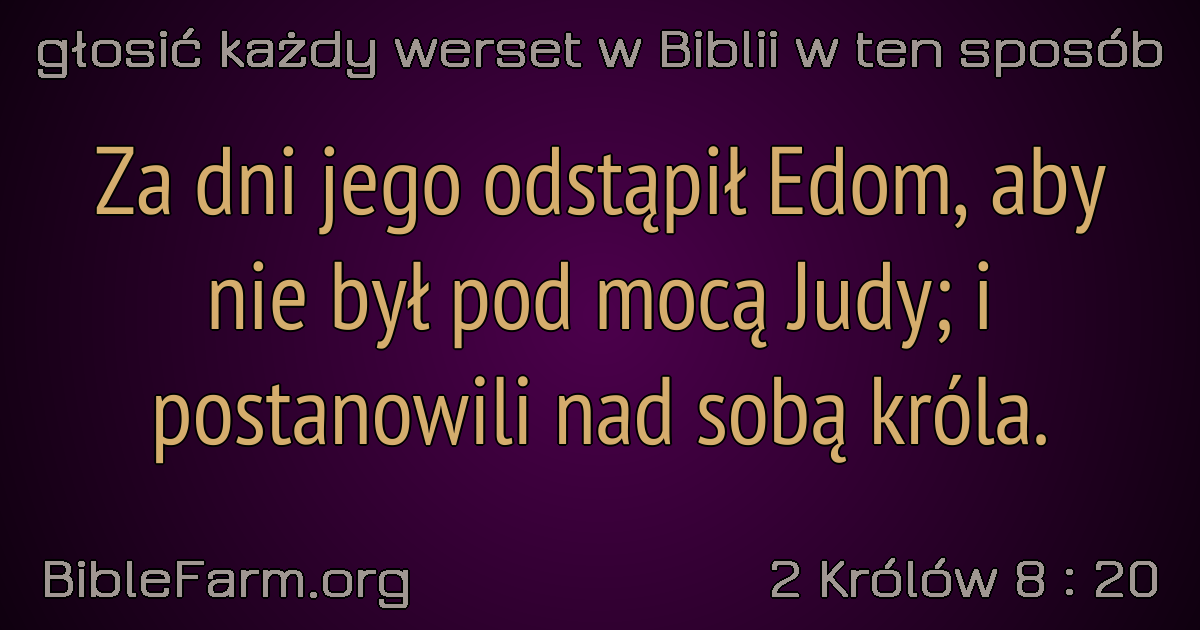 głosić każdy werset w Biblii w ten sposób
Za dni jego odstąpił Edom, aby
nie był pod mocą Judy; i
postanowili nad sobą króla.
BibleFarm.org
2 Królów 8 : 20